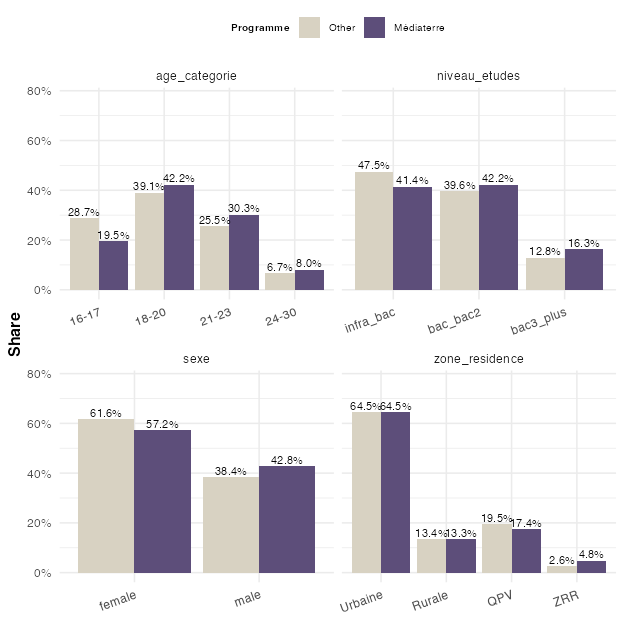 Programme Other Médiaterre
age_categorie niveau_etudes
80%
60%
40%
20%
0%
28.7% 19.5% 39.1% 42.2% 25.5% 30.3% 6.7% 8.0%
47.5% 41.4% 39.6% 42.2% 12.8% 16.3%
16-17 18-20 21-23 24-30
infra_bac bac_bac2 bac3_plus
Share
sexe zone_residence
80%
60%
40%
20%
0%
61.6% 57.2% 38.4% 42.8%
64.5% 64.5% 13.4% 13.3% 19.5% 17.4% 2.6% 4.8%
female male
Urbaine Rurale QPV ZRR